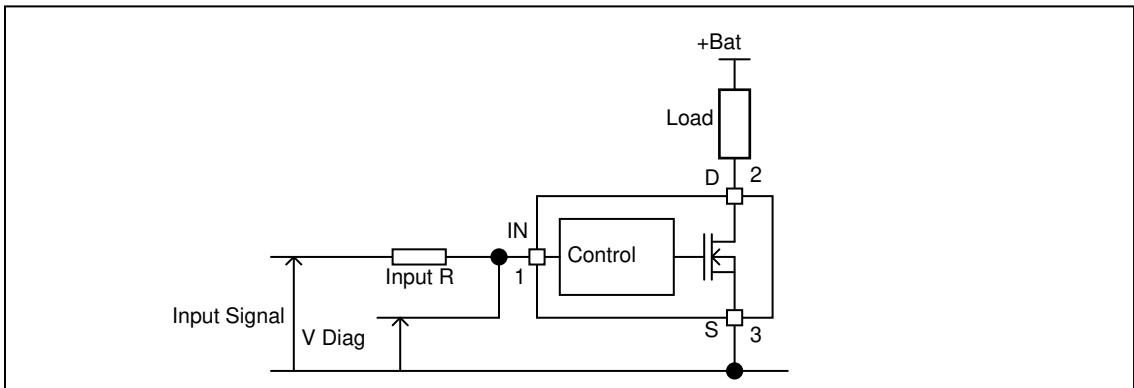 +Bat
Load
D 2
IN
Control
1
Input R
Input Signal
V Diag
S 3